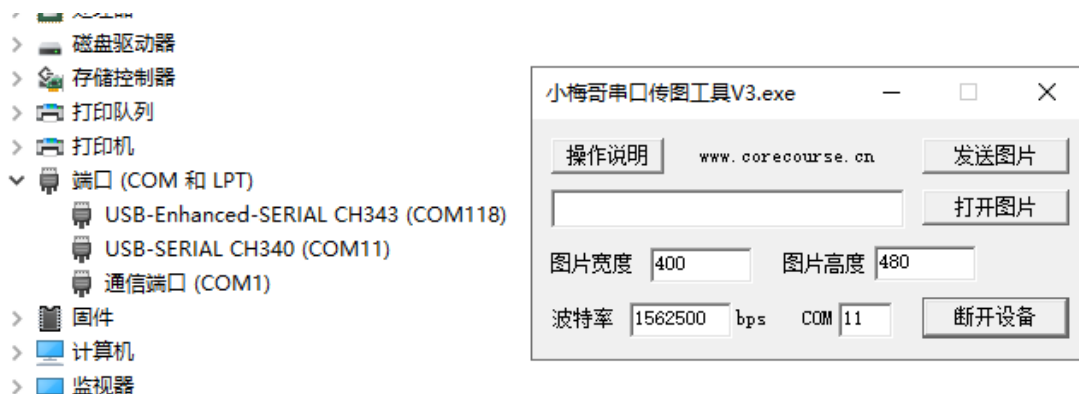 磁盘驱动器
存储控制器
打印队列
打印机
端口 (COM 和 LPT)
USB-Enhanced-SERIAL CH343 (COM118)
USB-SERIAL CH340 (COM11)
通信端口 (COM1)
固件
计算机
监视器
小梅哥串口传图工具V3.exe
操作说明 www.corecourse.cn 发送图片
打开图片
图片宽度 400 图片高度 480
波特率 1562500 bps COM 11 断开设备